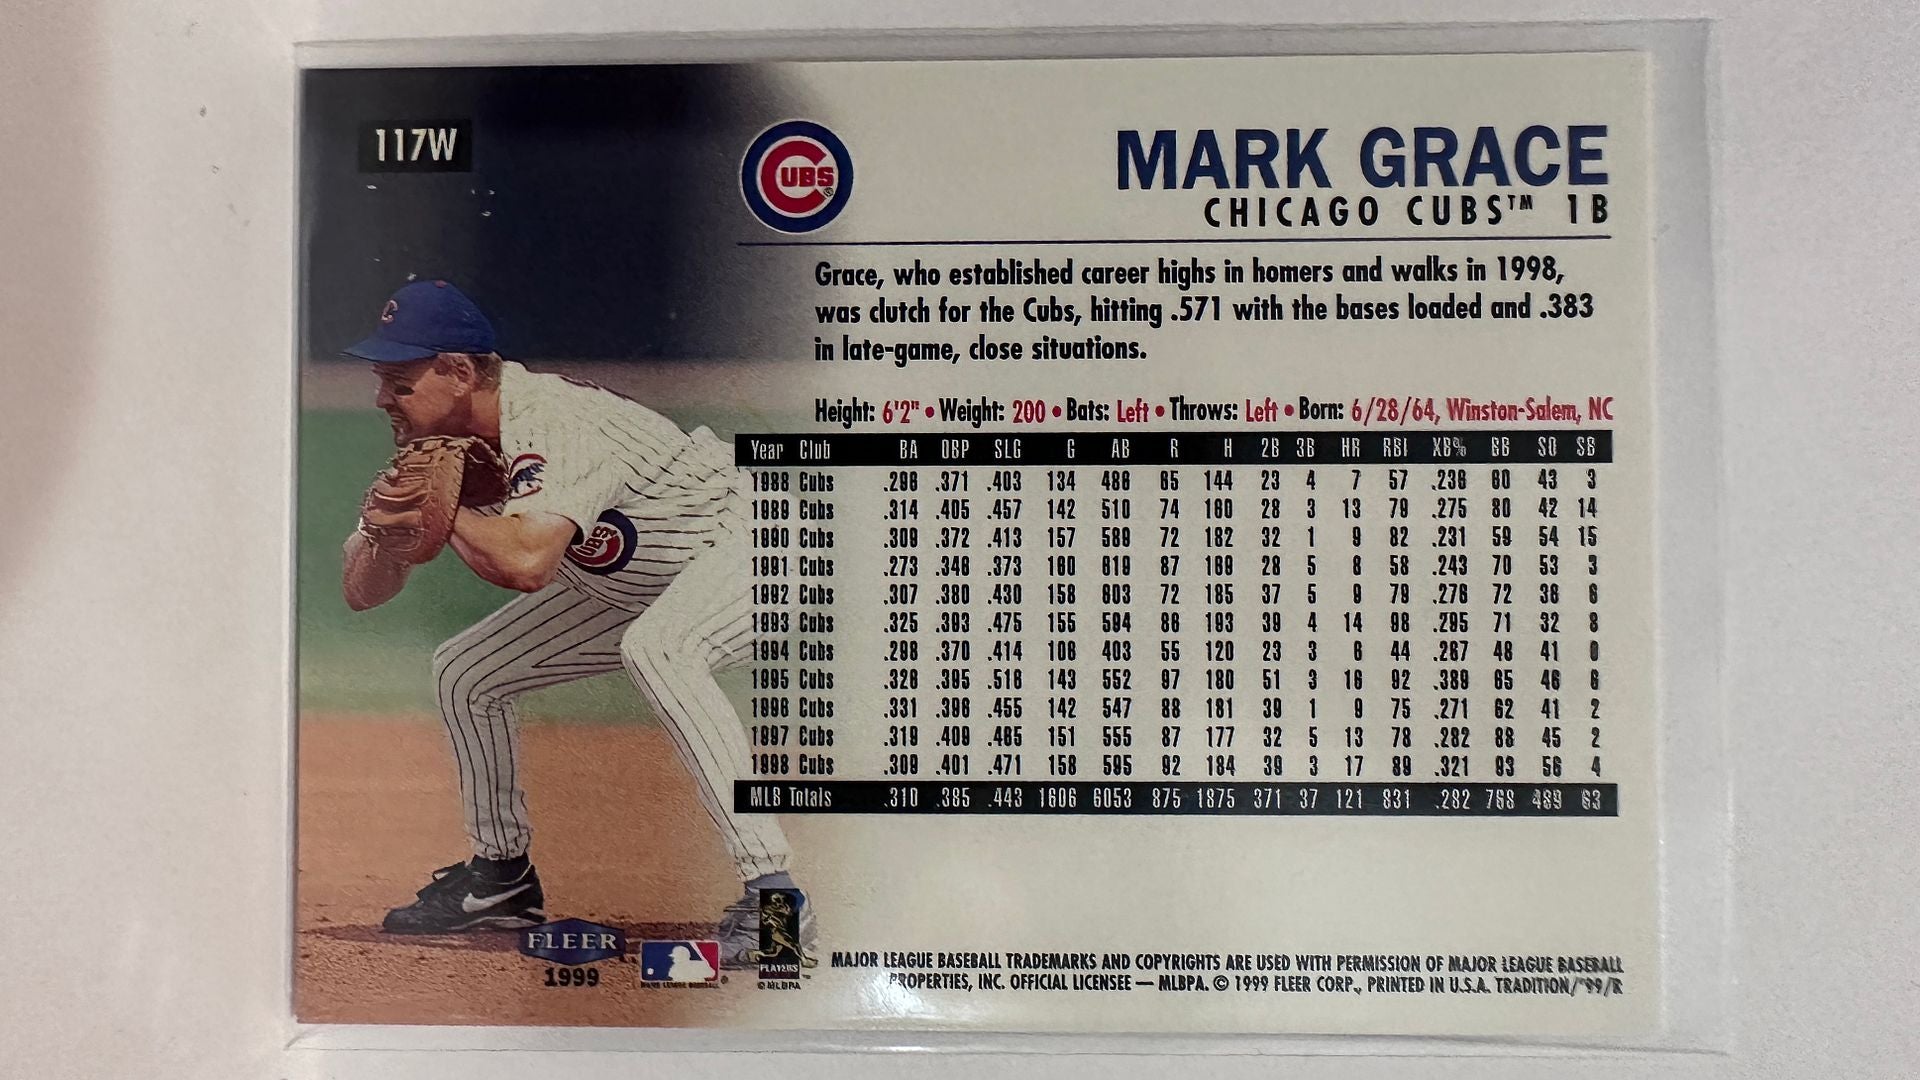 117W
CUBS
MARK GRACE
CHICAGO CUBS™ 1B
Grace, who established career highs in homers and walks in 1998,
was clutch for the Cubs, hitting .571 with the bases loaded and .383
in late-game, close situations.
Height: 6'2" • Weight: 200 • Bats: Left • Throws: Left • Born: 6/28/64, Winston-Salem, NC
Year Club BA OBP SLG G AB R H 2B 3B HR RBI XB% BB SO SB
1988 Cubs .296 .371 .403 134 486 65 144 23 4 7 57 .236 60 43 3
1989 Cubs .314 .405 .457 142 510 74 160 28 3 13 79 .275 80 42 14
1990 Cubs .309 .372 .413 157 589 72 182 32 1 9 82 .231 59 54 15
1991 Cubs .273 .346 .373 160 619 87 169 28 5 8 58 .243 70 53 3
1992 Cubs .307 .380 .430 158 603 72 185 37 5 9 79 .276 72 36 6
1993 Cubs .325 .393 .475 155 594 86 193 39 4 14 98 .295 71 32 8
1994 Cubs .298 .370 .414 106 403 55 120 23 3 6 44 .267 48 41 0
1995 Cubs .326 .395 .516 143 552 97 180 51 3 16 92 .389 65 46 6
1996 Cubs .331 .396 .455 142 547 88 181 39 1 9 75 .271 62 41 2
1997 Cubs .319 .409 .465 151 555 87 177 32 5 13 78 .282 88 45 2
1998 Cubs .309 .401 .471 158 595 92 184 39 3 17 89 .321 93 56 4
MLB Totals .310 .385 .443 1606 6053 875 1875 371 37 121 831 .282 768 489 63
C
CUBS
FLEER
1999
MAJOR LEAGUE BASEBALL®
PLAYERS
© MLBPA
MAJOR LEAGUE BASEBALL TRADEMARKS AND COPYRIGHTS ARE USED WITH PERMISSION OF MAJOR LEAGUE BASEBALL
PROPERTIES, INC. OFFICIAL LICENSEE — MLBPA. © 1999 FLEER CORP., PRINTED IN U.S.A. TRADITION/'99/R